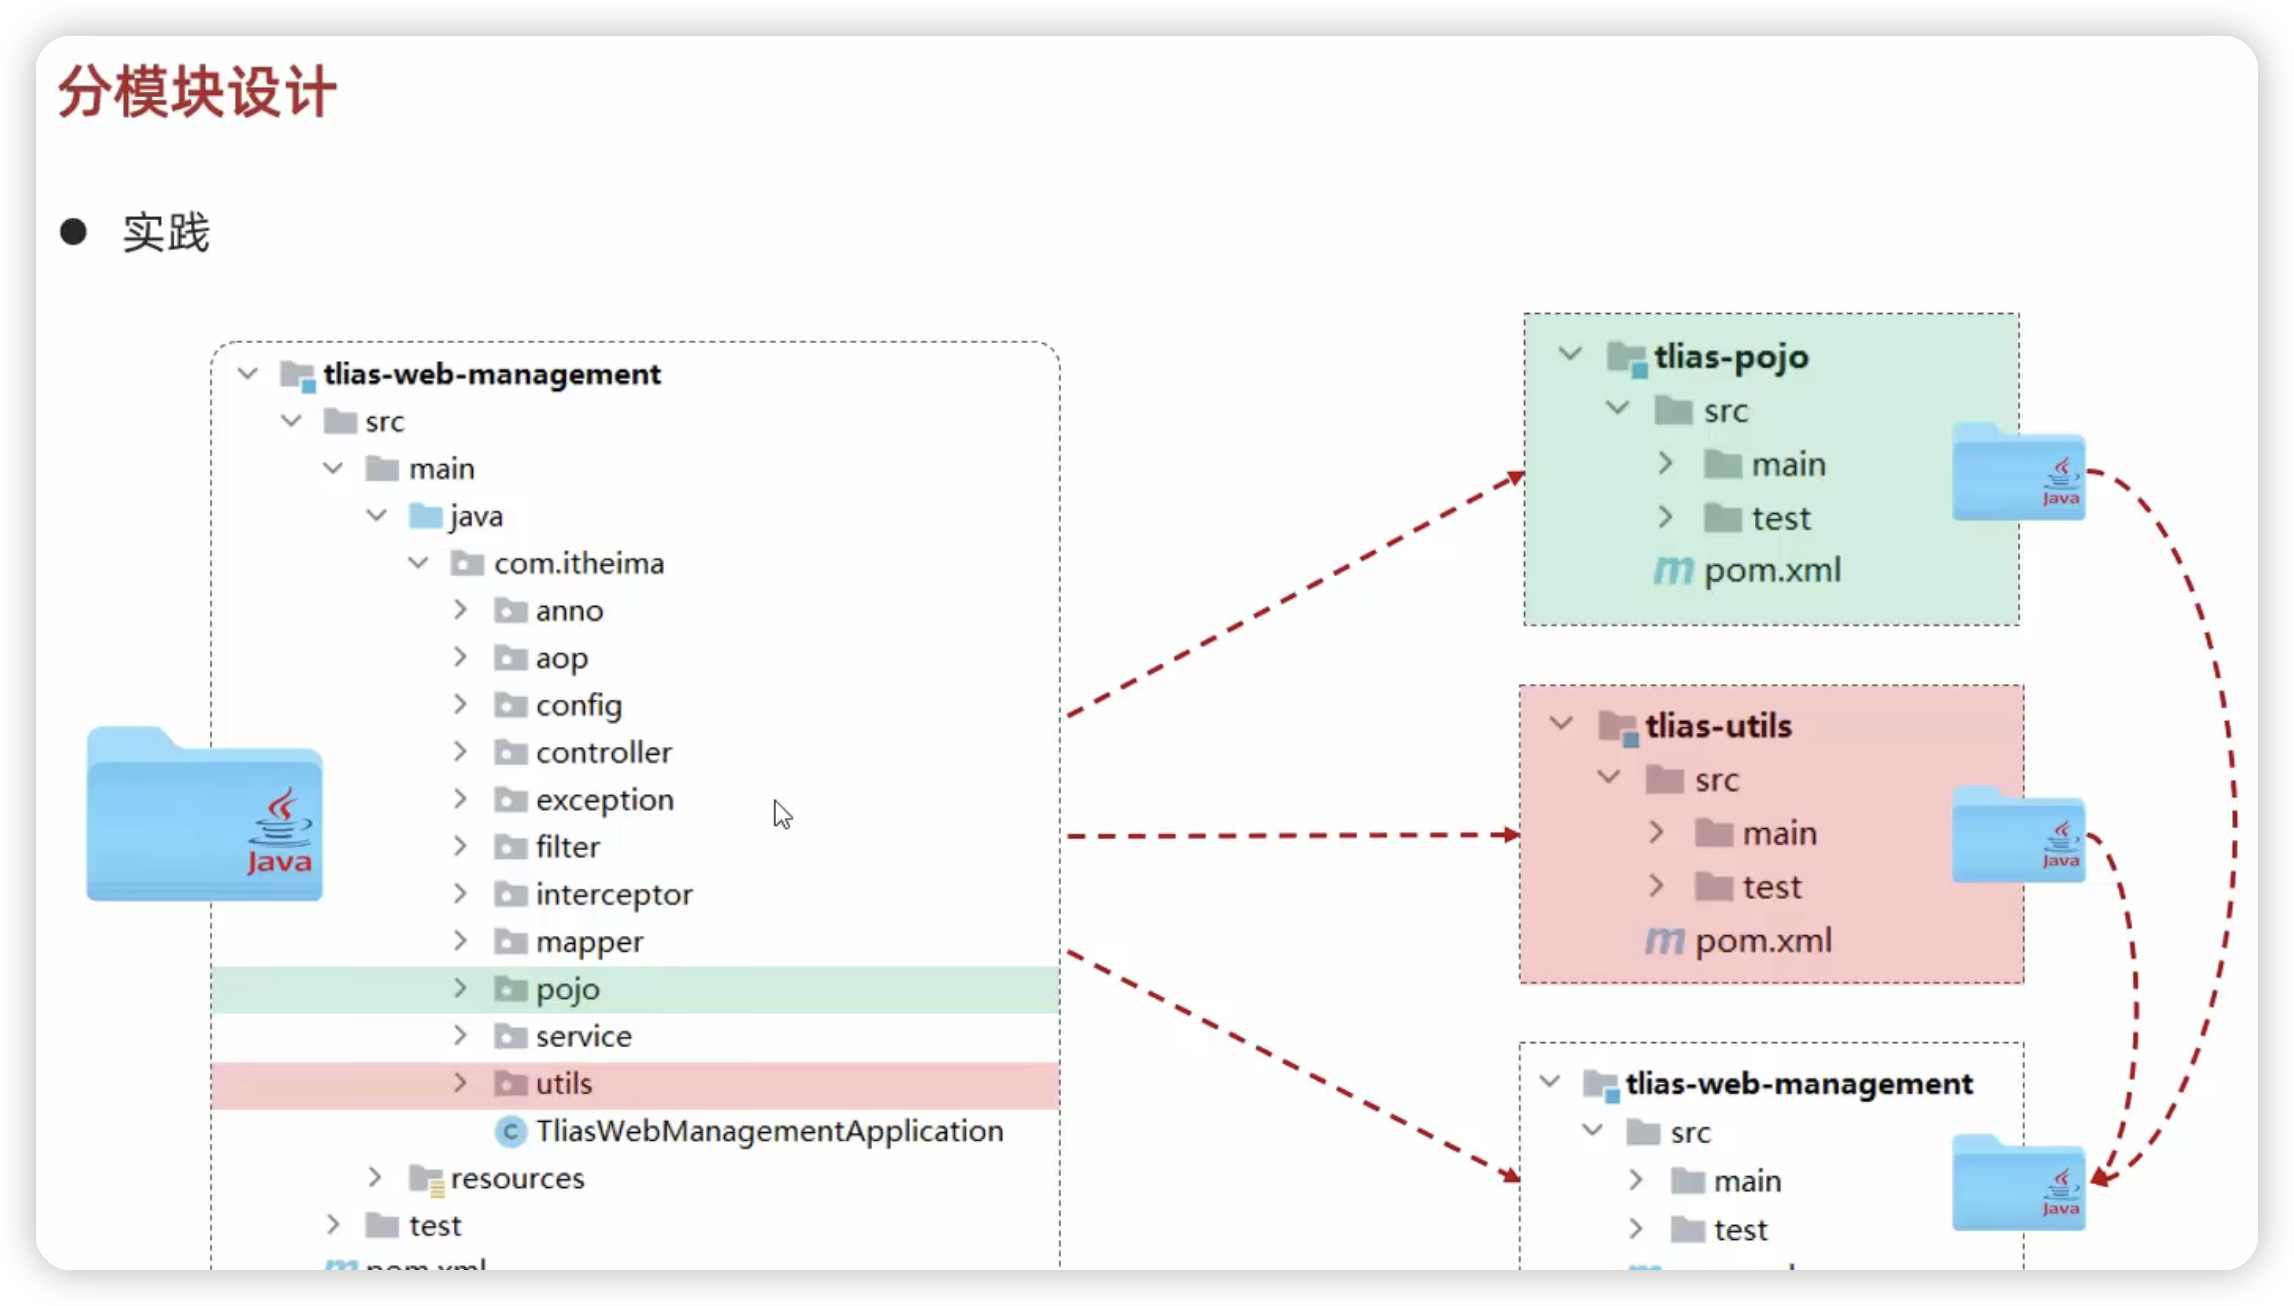 分模块设计
● 实践
tlias-web-management
src
main
java
com.itheima
anno
aop
config
controller
exception
filter
interceptor
mapper
pojo
service
utils
C TliasWebManagementApplication
resources
test
m pom.xml
Java
tlias-pojo
src
main
test
m pom.xml
Java
tlias-utils
src
main
test
m pom.xml
Java
tlias-web-management
src
main
test
Java